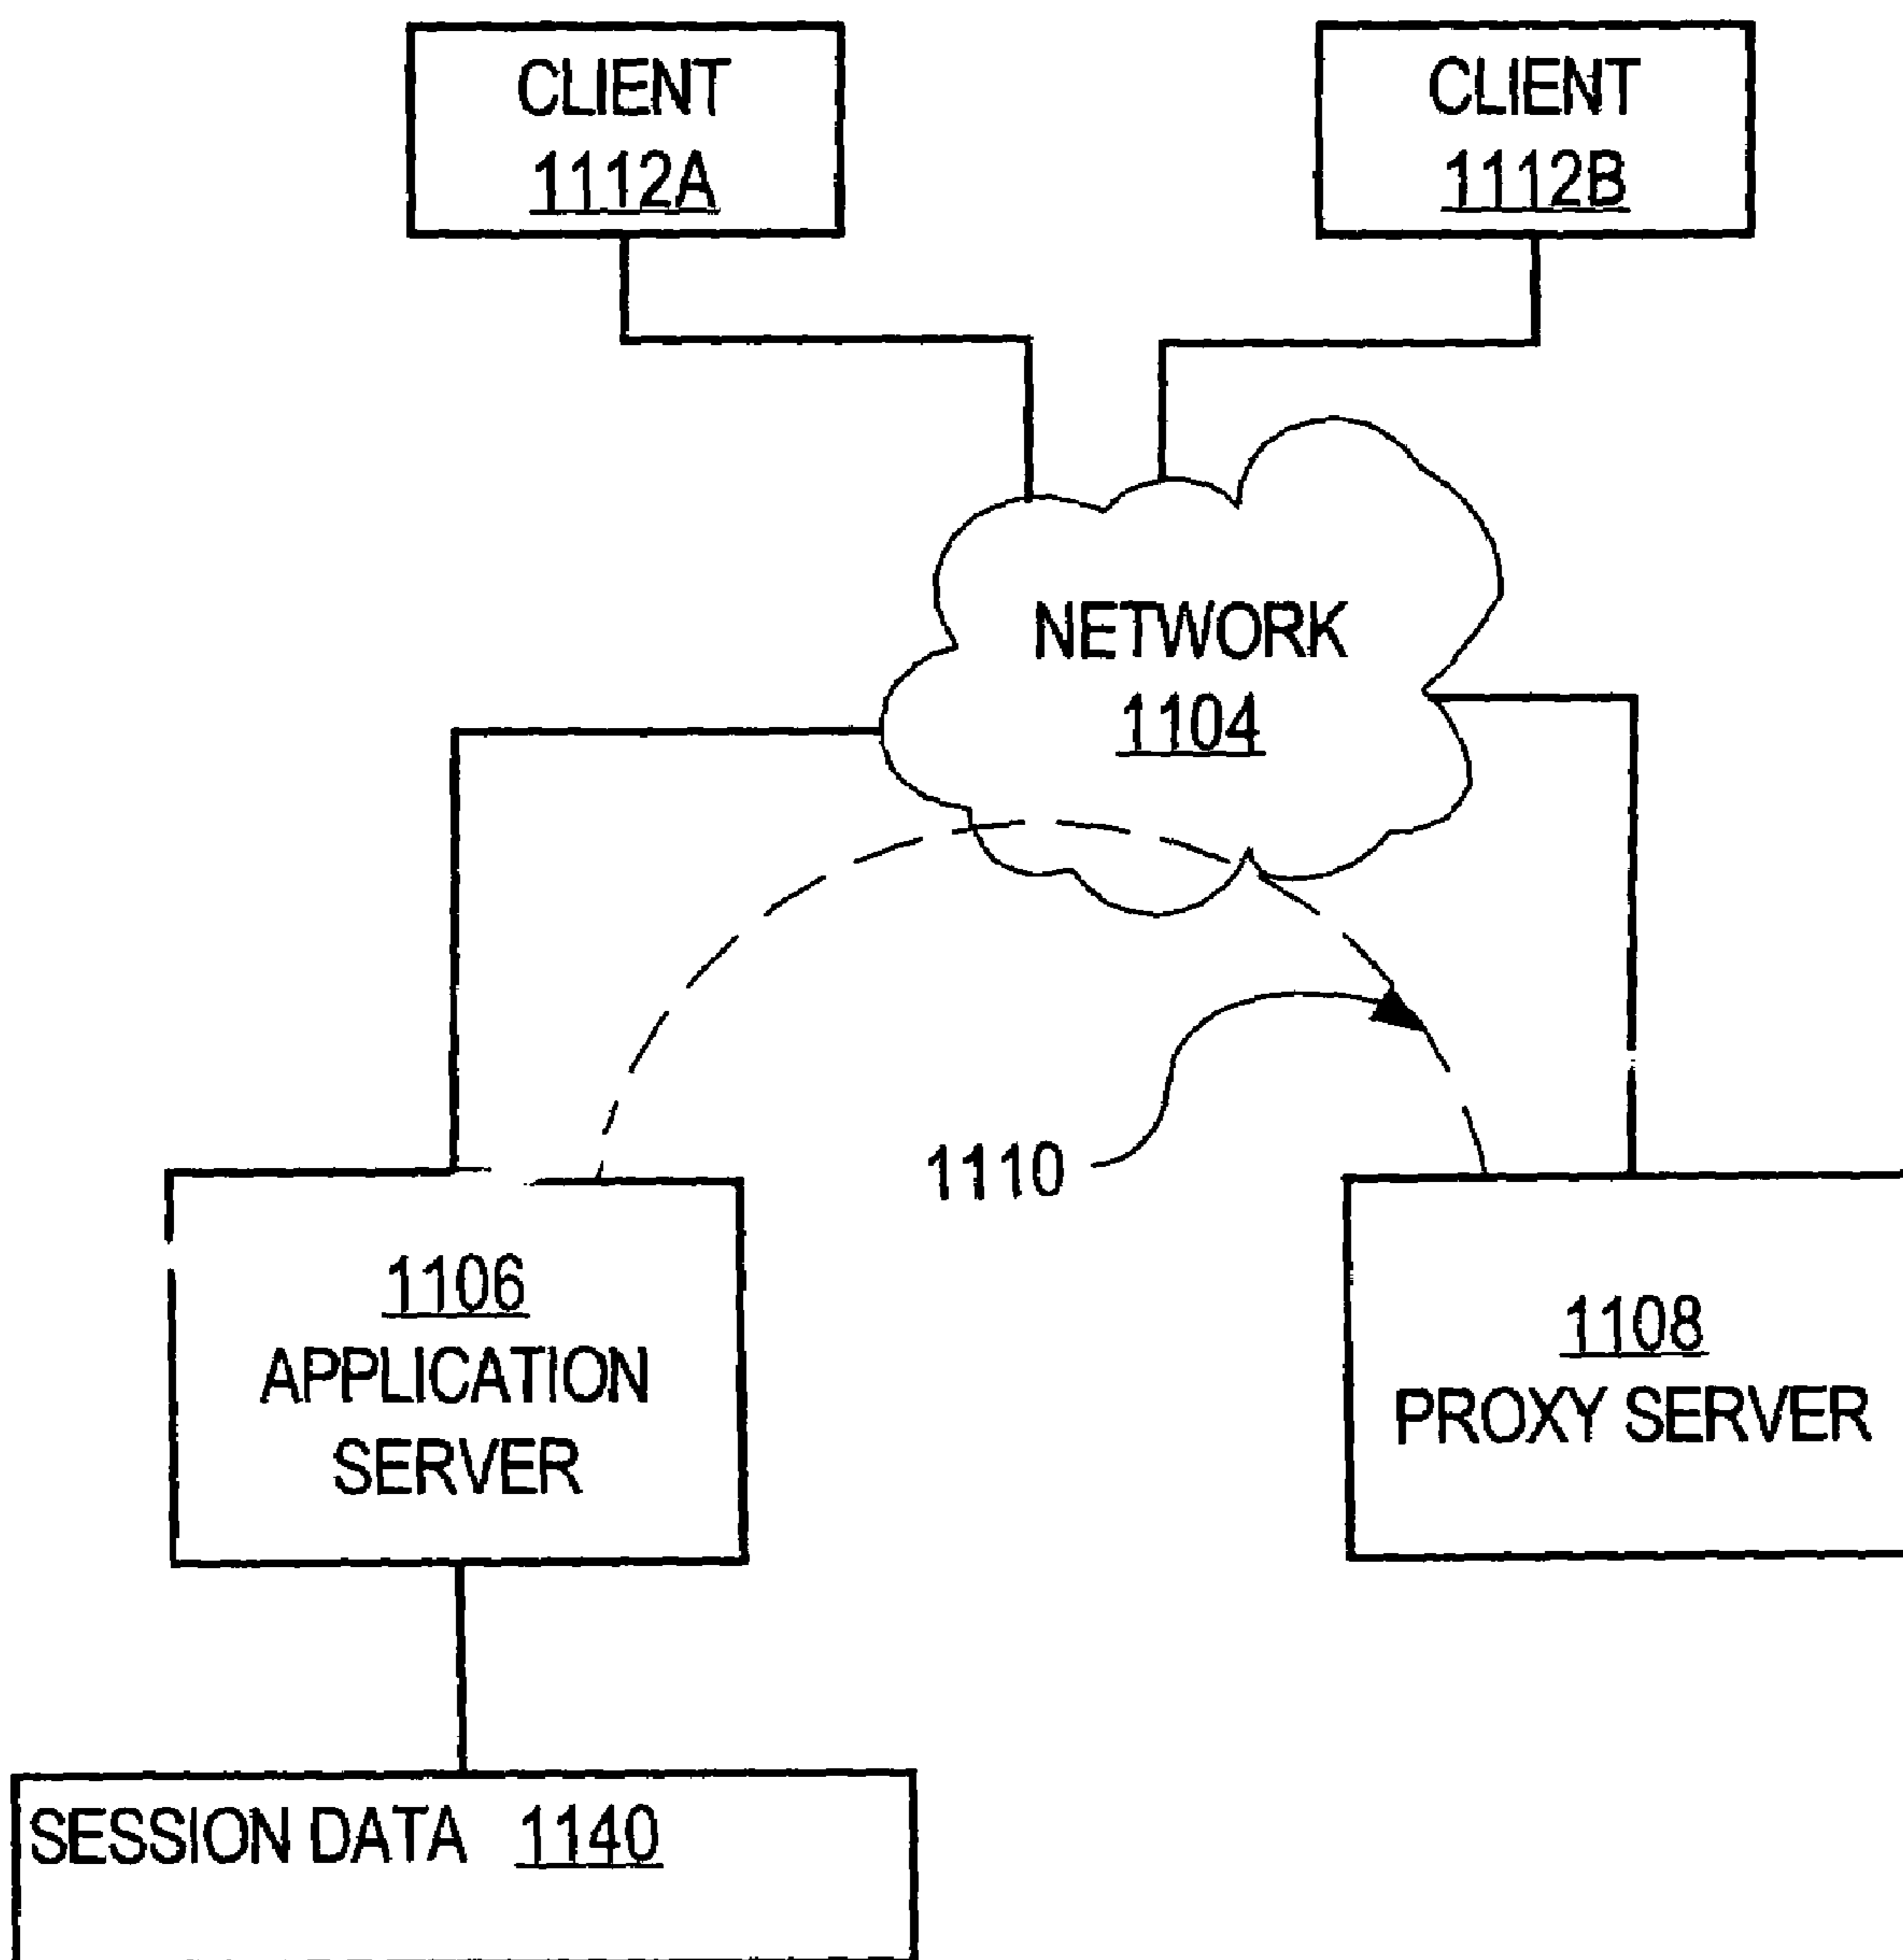 CLIENT
1112A
CLIENT
1112B
NETWORK
1104
1110
1106
APPLICATION
SERVER
1108
PROXY SERVER
SESSION DATA 1140